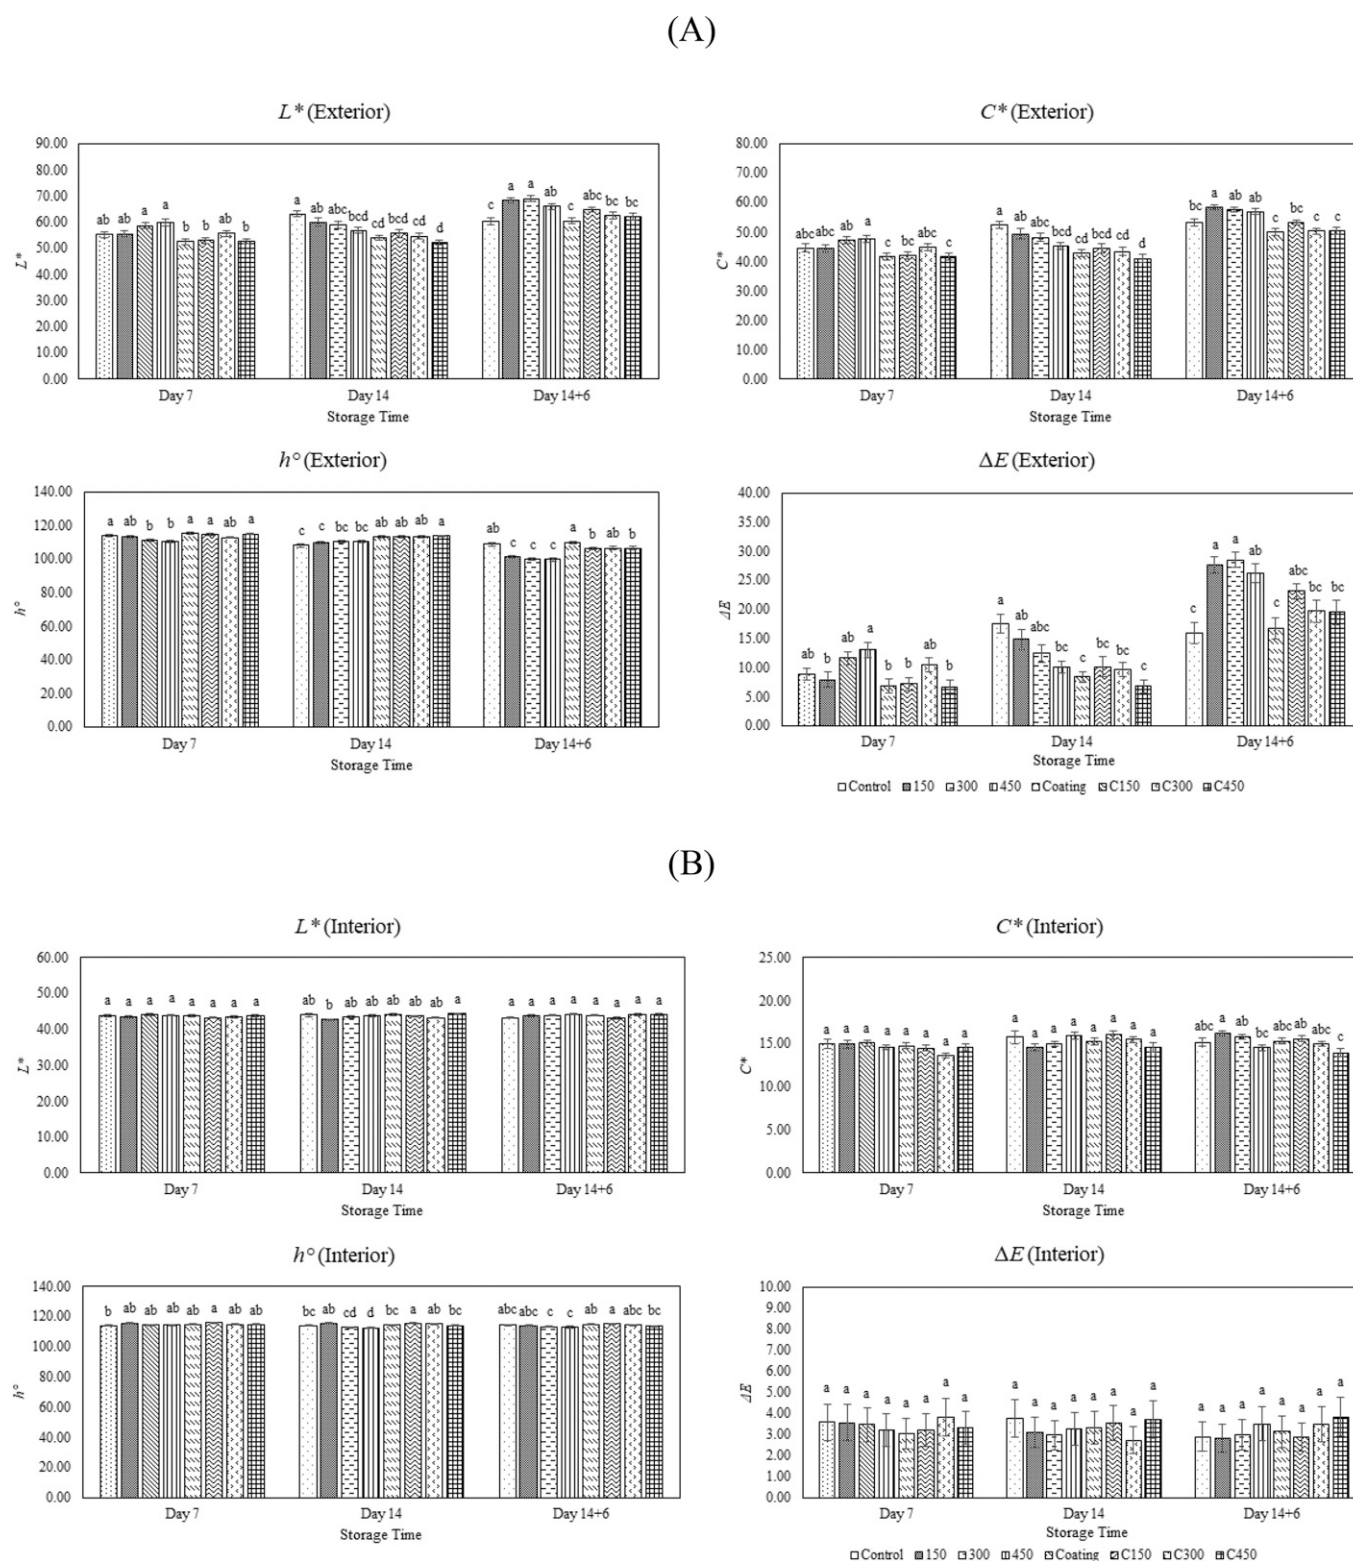 (A)
L* (Exterior)
90.00
80.00
70.00
60.00
50.00
40.00
30.00
20.00
10.00
0.00
L*
ab ab a a b b ab b
a ab abc bcd cd bcd cd d
c a a ab c abc bc bc
Day 7 Day 14 Day 14+6
Storage Time
C* (Exterior)
80.00
70.00
60.00
50.00
40.00
30.00
20.00
10.00
0.00
C*
abc abc ab a c bc abc c
a ab abc bcd cd bcd cd d
bc a ab ab c bc c c
Day 7 Day 14 Day 14+6
Storage Time
h° (Exterior)
140.00
120.00
100.00
80.00
60.00
40.00
20.00
0.00
h°
a ab b b a a ab a
c c bc bc ab ab ab a
ab c c c a b ab b
Day 7 Day 14 Day 14+6
Storage Time
ΔE (Exterior)
40.00
35.00
30.00
25.00
20.00
15.00
10.00
5.00
0.00
ΔE
ab b ab a b b ab b
a ab abc bc c bc bc c
c a a ab c abc bc bc
Day 7 Day 14 Day 14+6
Storage Time
Control 150 300 450 Coating C150 C300 C450
(B)
L* (Interior)
60.00
50.00
40.00
30.00
20.00
10.00
0.00
L*
a a a a a a a a
ab b ab ab ab ab ab a
a a a a a a a a
Day 7 Day 14 Day 14+6
Storage Time
C* (Interior)
25.00
20.00
15.00
10.00
5.00
0.00
C*
a a a a a a a a
a a a a a a a a
abc a ab bc abc ab abc c
Day 7 Day 14 Day 14+6
Storage Time
h° (Interior)
140.00
120.00
100.00
80.00
60.00
40.00
20.00
0.00
h°
b ab ab ab ab a ab ab
bc ab cd d bc a ab bc
abc abc c c ab a abc bc
Day 7 Day 14 Day 14+6
Storage Time
ΔE (Interior)
10.00
9.00
8.00
7.00
6.00
5.00
4.00
3.00
2.00
1.00
0.00
ΔE
a a a a a a a a
a a a a a a a a
a a a a a a a a
Day 7 Day 14 Day 14+6
Storage Time
Control 150 300 450 Coating C150 C300 C450